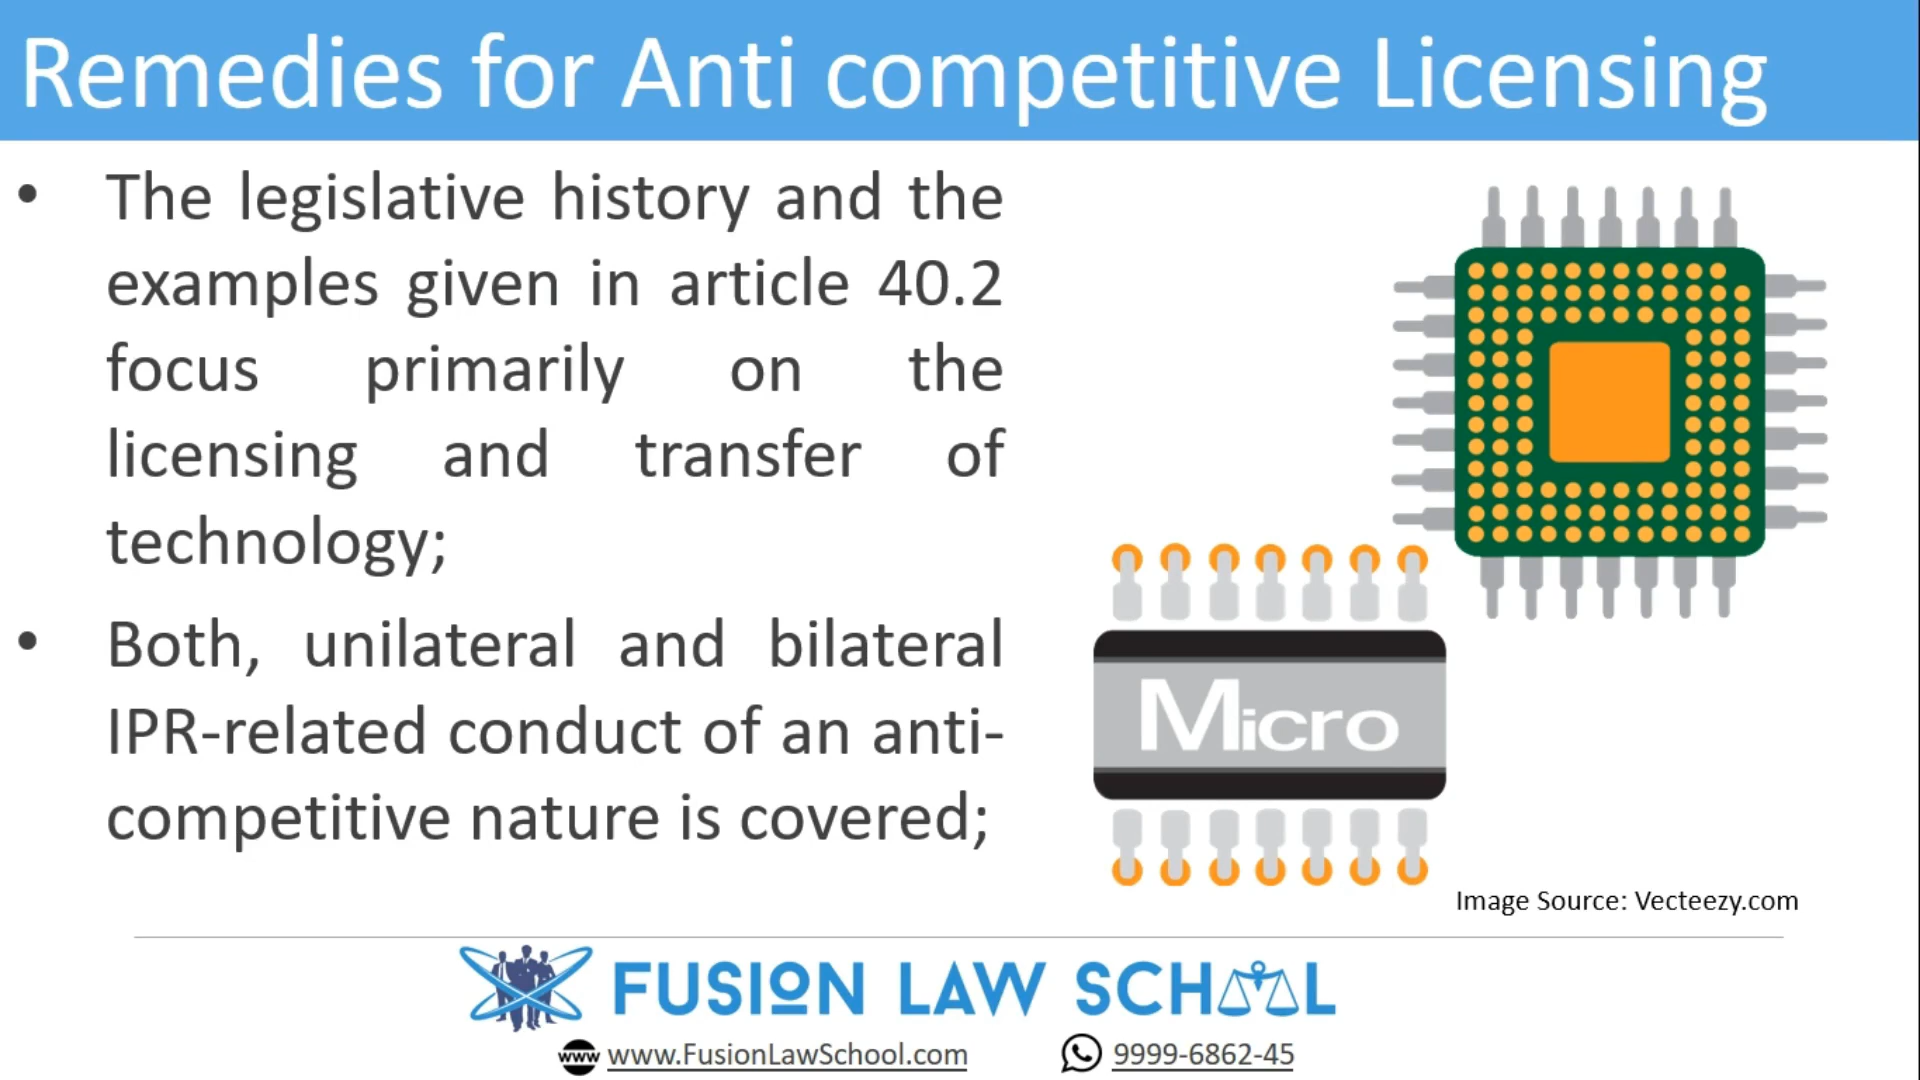 Remedies for Anti competitive Licensing
• The legislative history and the
examples given in article 40.2
focus primarily on the
licensing and transfer of
technology;
• Both, unilateral and bilateral
IPR-related conduct of an anti-
competitive nature is covered;
Micro
Image Source: Vecteezy.com
FUSION LAW SCHOOL
www www.FusionLawSchool.com 9999-6862-45